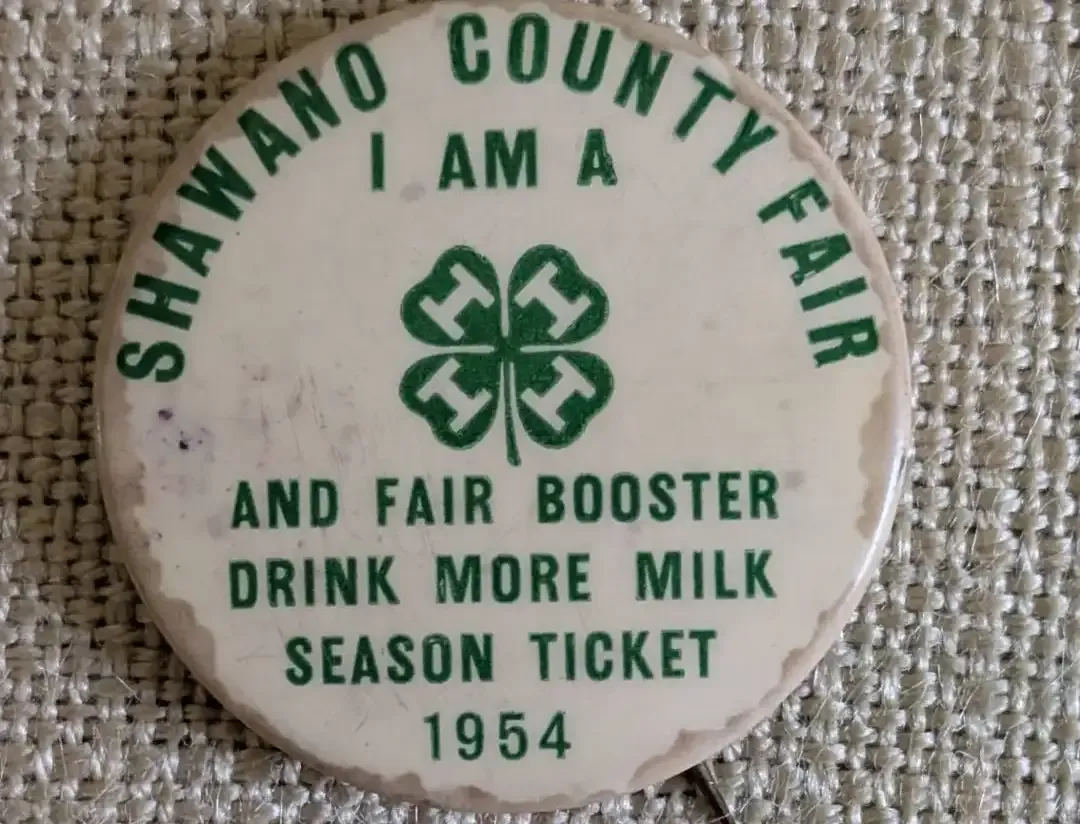 SHAWANO COUNTY FAIR
I AM A
H H
H H
AND FAIR BOOSTER
DRINK MORE MILK
SEASON TICKET
1954